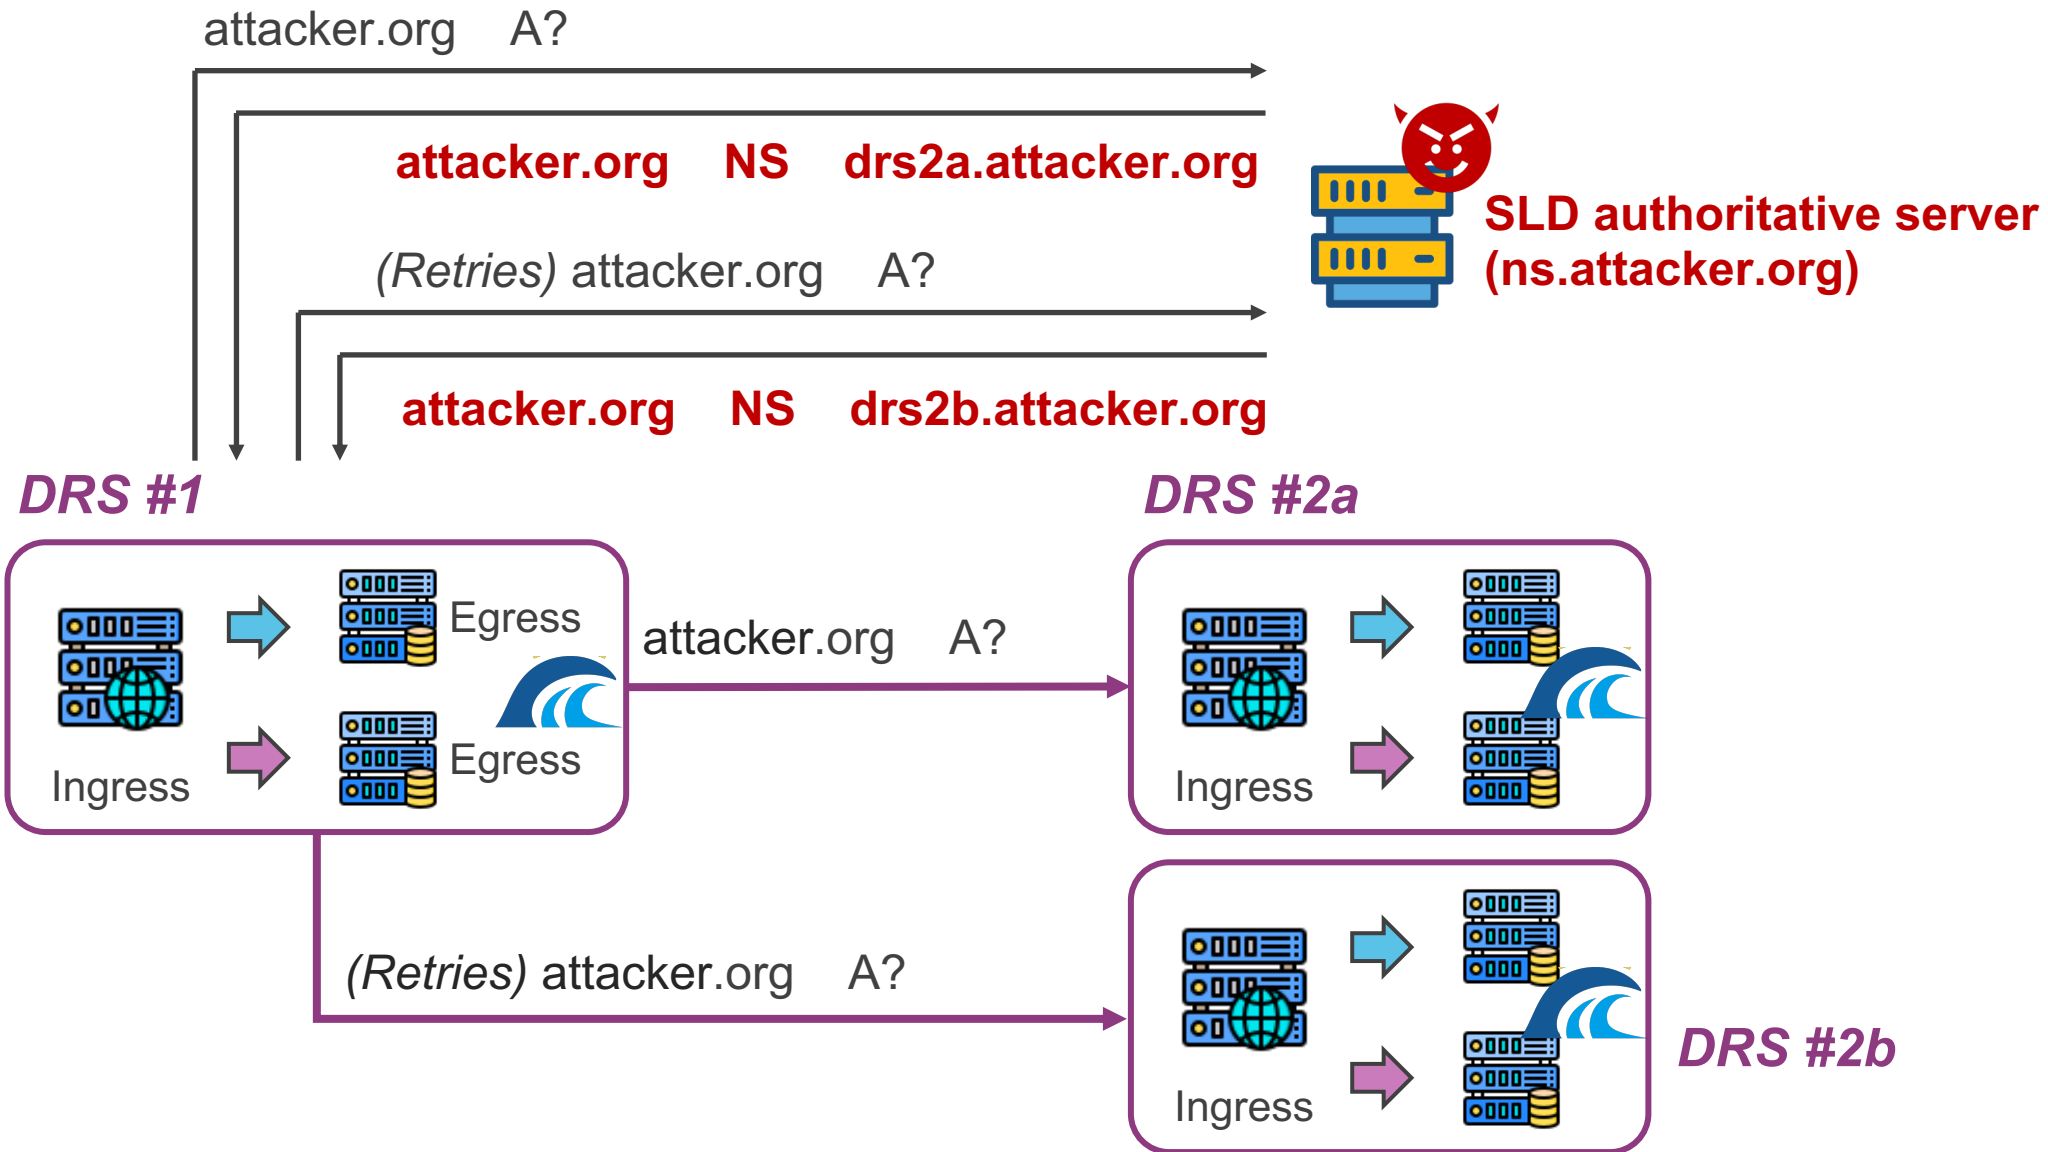 attacker.org A?
attacker.org NS drs2a.attacker.org
SLD authoritative server
(ns.attacker.org)
(Retries) attacker.org A?
attacker.org NS drs2b.attacker.org
DRS #1
DRS #2a
Egress
attacker.org A?
Egress
Ingress
Ingress
(Retries) attacker.org A?
DRS #2b
Ingress